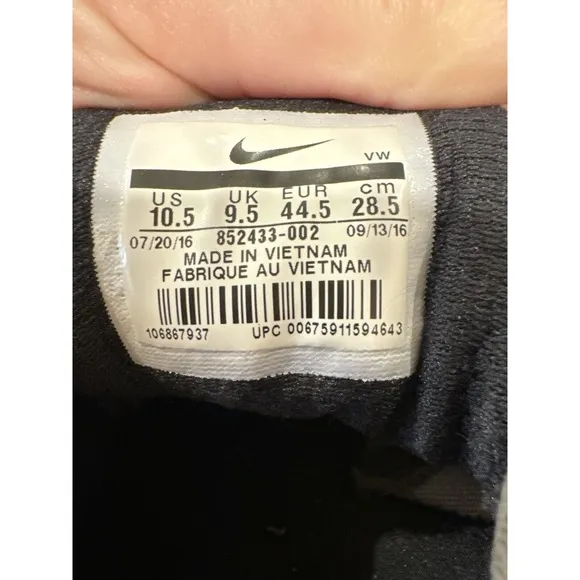 VW
US UK EUR cm
10.5 9.5 44.5 28.5
07/20/16 852433-002 09/13/16
MADE IN VIETNAM
FABRIQUE AU VIETNAM
106867937 UPC 00675911594643